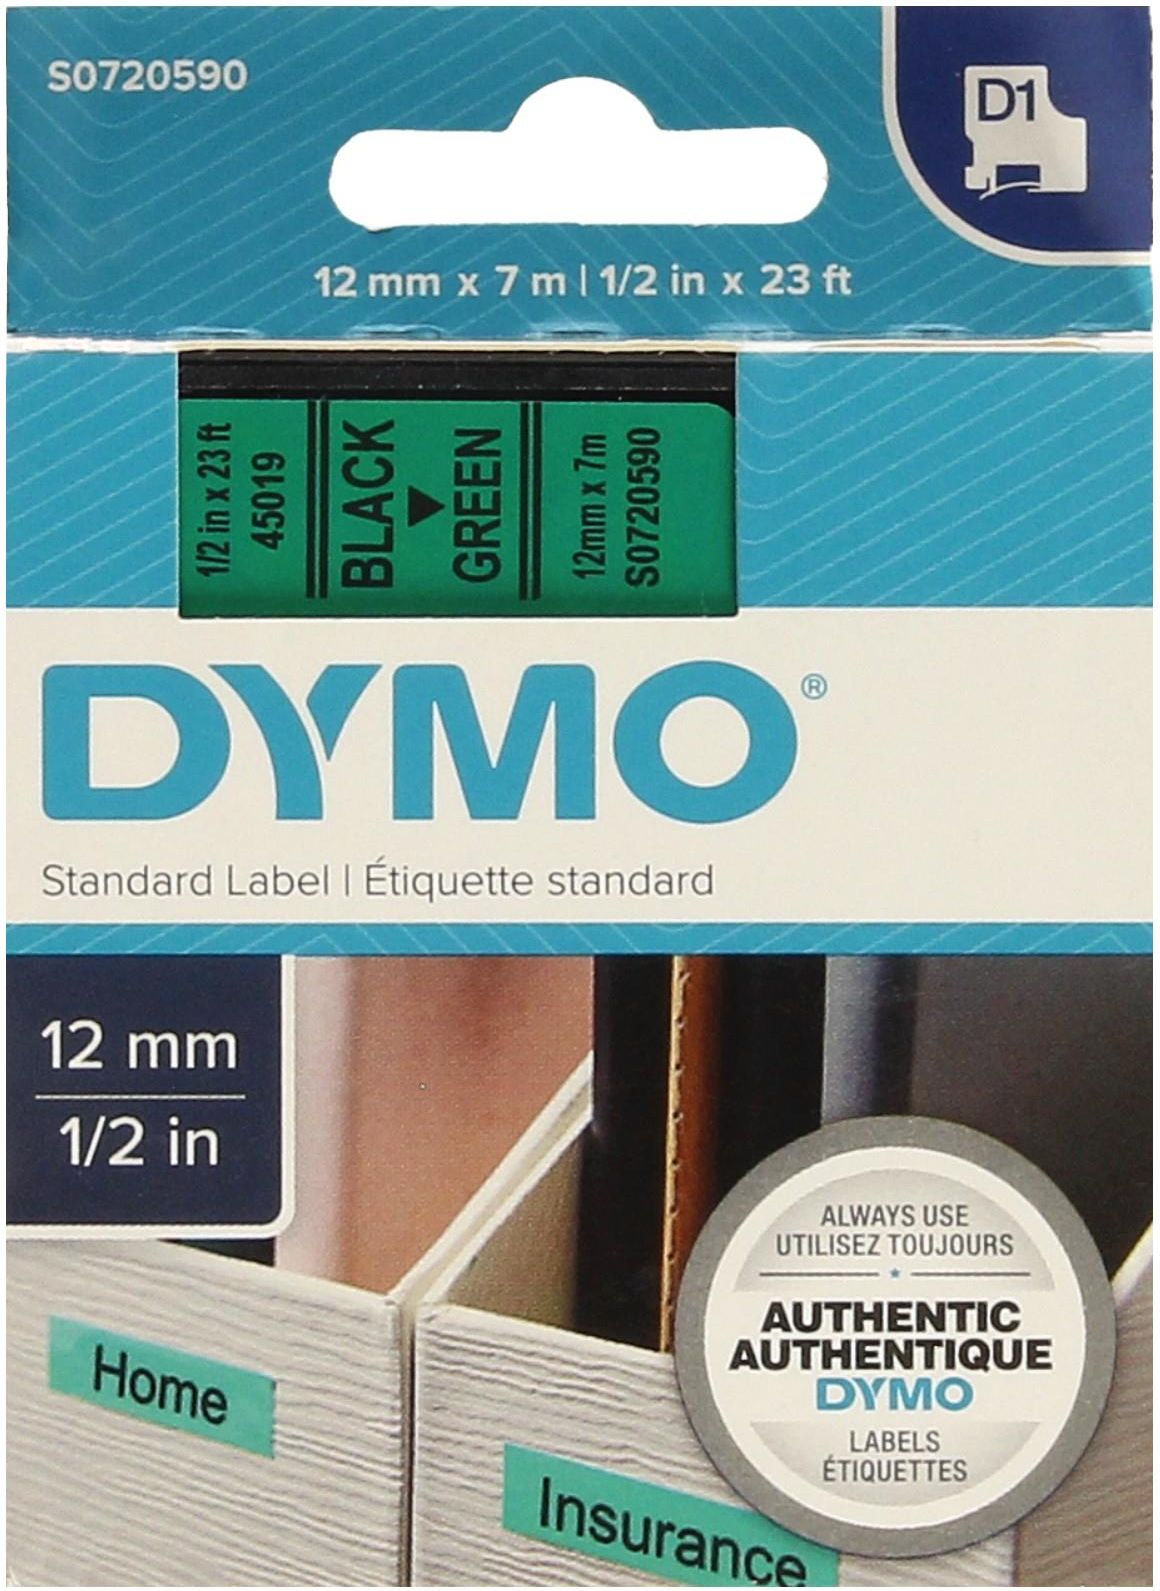 S0720590
D1
12 mm x 7 m | 1/2 in x 23 ft
1/2 in x 23 ft
45019
BLACK
GREEN
12mm x 7m
S0720590
DYMO®
Standard Label | Étiquette standard
12 mm
1/2 in
ALWAYS USE
UTILISEZ TOUJOURS
AUTHENTIC
AUTHENTIQUE
DYMO
LABELS
ÉTIQUETTES
Home
Insurance